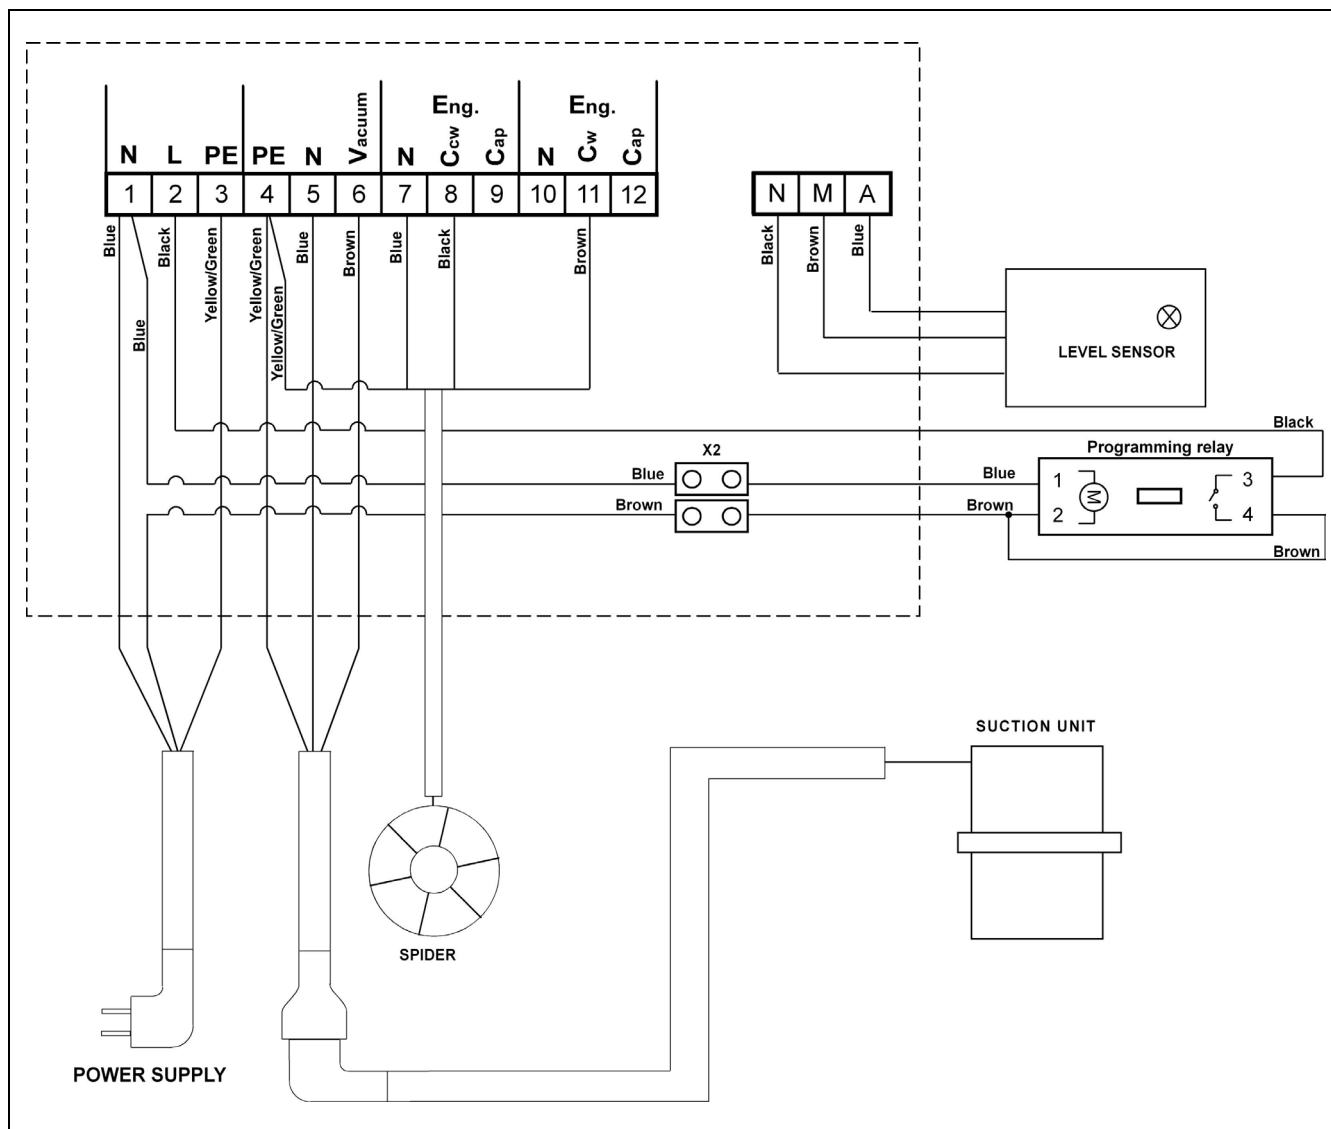 Eng. Eng.
N L PE PE N Vacuum N Ccw Cap N Cw Cap
1 2 3 4 5 6 7 8 9 10 11 12
N M A
Blue Black Yellow/Green Yellow/Green Blue Brown Blue Black Brown
Black Brown Blue
Blue Yellow/Green
LEVEL SENSOR
Black
X2
Programming relay
Blue Blue
1 M 3
Brown Brown
2 4
Brown
SUCTION UNIT
SPIDER
POWER SUPPLY